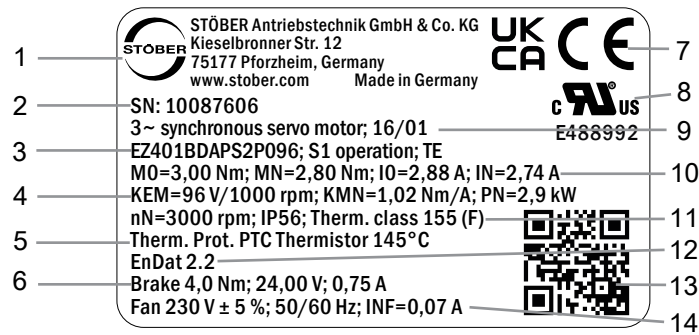 STÖBER
STÖBER Antriebstechnik GmbH & Co. KG
Kieselbronner Str. 12
75177 Pforzheim, Germany
www.stober.com Made in Germany
UK
CA
CE
C RU US
E488992
SN: 10087606
3~ synchronous servo motor; 16/01
EZ401BDAPS2P096; S1 operation; TE
M0=3,00 Nm; MN=2,80 Nm; I0=2,88 A; IN=2,74 A
KEM=96 V/1000 rpm; KMN=1,02 Nm/A; PN=2,9 kW
nN=3000 rpm; IP56; Therm. class 155 (F)
Therm. Prot. PTC Thermistor 145°C
EnDat 2.2
Brake 4,0 Nm; 24,00 V; 0,75 A
Fan 230 V ± 5 %; 50/60 Hz; INF=0,07 A
1
2
3
4
5
6
7
8
9
10
11
12
13
14